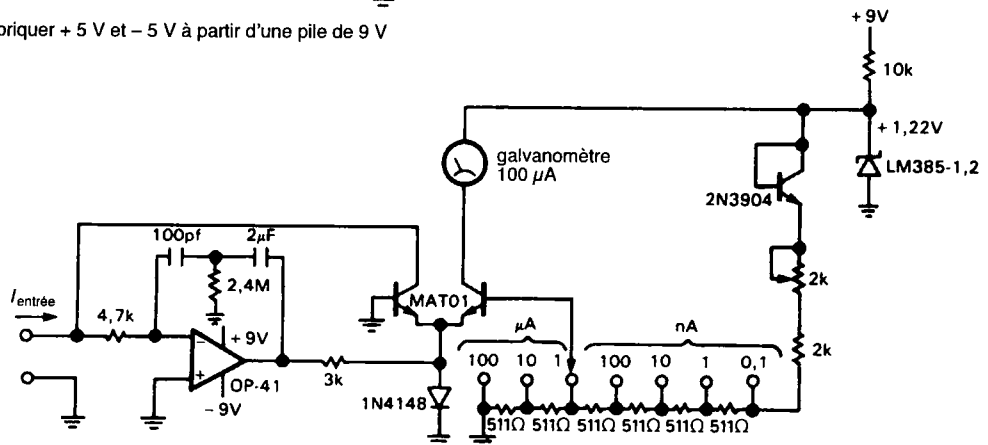 briquer + 5 V et – 5 V à partir d'une pile de 9 V
+ 9V
10k
+ 1,22V
LM385-1,2
galvanomètre
100 µA
2N3904
100pf
2µF
2,4M
MAT01
2k
I entrée
4,7k
µA
nA
+ 9V
100 10 1 100 10 1 0,1
2k
OP-41
3k
– 9V
1N4148
511Ω 511Ω 511Ω 511Ω 511Ω 511Ω